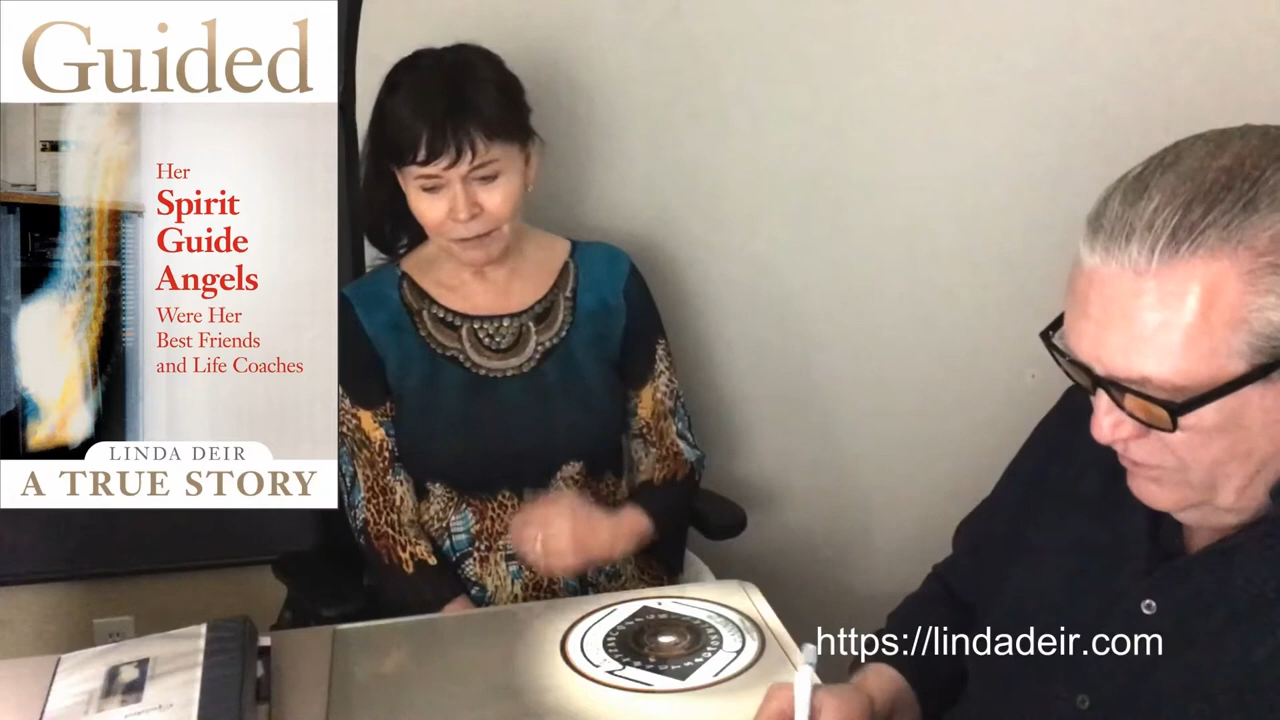 Guided
Her
Spirit
Guide
Angels
Were Her
Best Friends
and Life Coaches
LINDA DEIR
A TRUE STORY
https://lindadeir.com